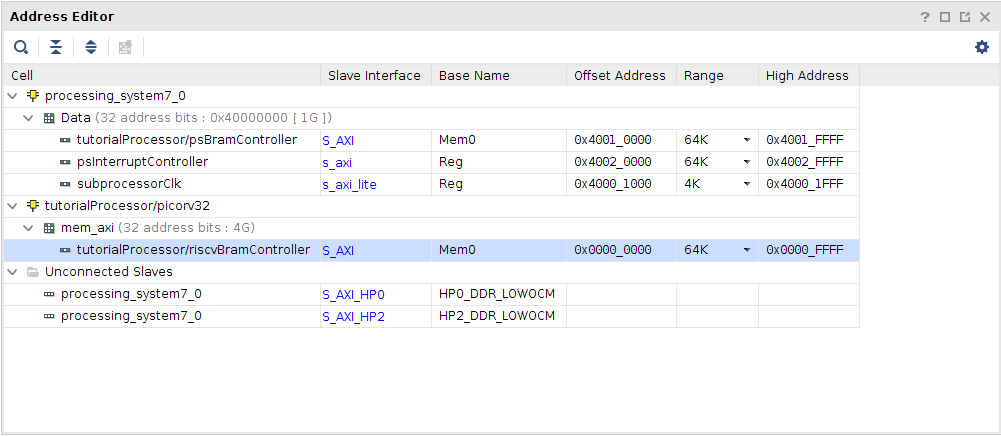 Address Editor
Cell Slave Interface Base Name Offset Address Range High Address
processing_system7_0
Data (32 address bits : 0x40000000 [ 1G ])
tutorialProcessor/psBramController S_AXI Mem0 0x4001_0000 64K 0x4001_FFFF
psInterruptController s_axi Reg 0x4002_0000 64K 0x4002_FFFF
subprocessorClk s_axi_lite Reg 0x4000_1000 4K 0x4000_1FFF
tutorialProcessor/picorv32
mem_axi (32 address bits : 4G)
tutorialProcessor/riscvBramController S_AXI Mem0 0x0000_0000 64K 0x0000_FFFF
Unconnected Slaves
processing_system7_0 S_AXI_HP0 HP0_DDR_LOWOCM
processing_system7_0 S_AXI_HP2 HP2_DDR_LOWOCM